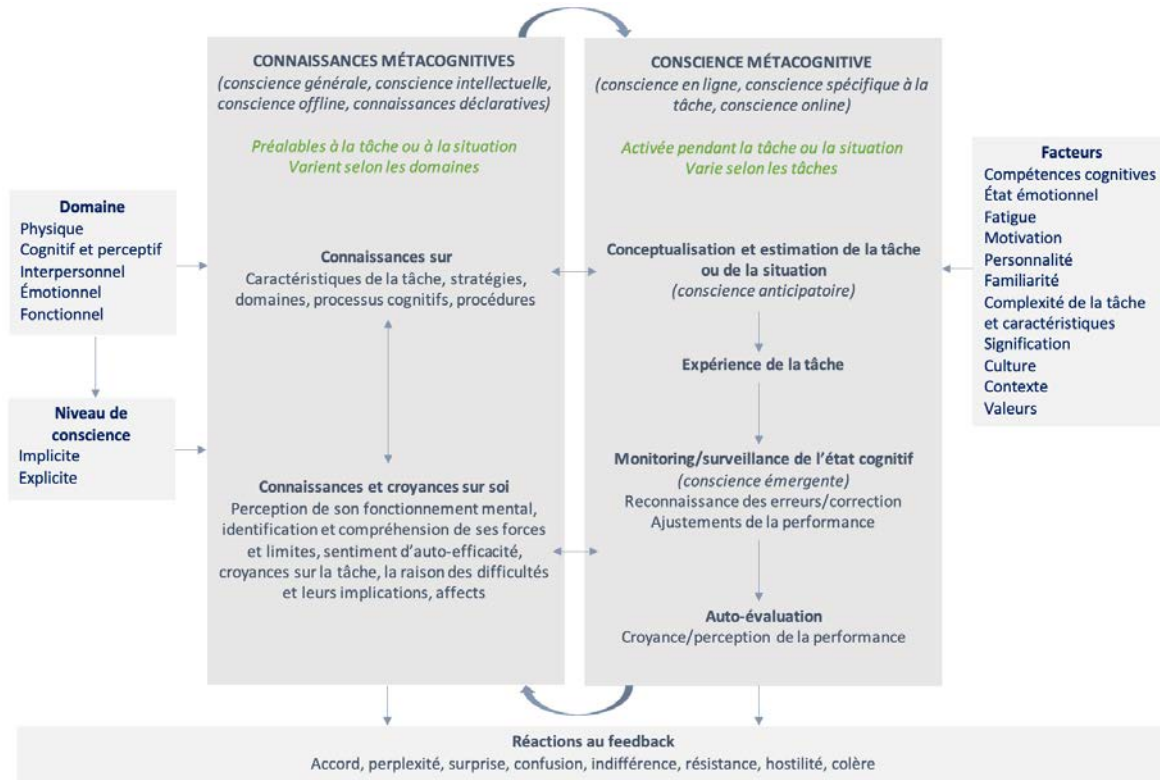 CONNAISSANCES MÉTACOGNITIVES
(conscience générale, conscience intellectuelle,
conscience offline, connaissances déclaratives)
Préalables à la tâche ou à la situation
Varient selon les domaines
CONSCIENCE MÉTACOGNITIVE
(conscience en ligne, conscience spécifique à la
tâche, conscience online)
Activée pendant la tâche ou la situation
Varie selon les tâches
Domaine
Physique
Cognitif et perceptif
Interpersonnel
Émotionnel
Fonctionnel
Niveau de
conscience
Implicite
Explicite
Connaissances sur
Caractéristiques de la tâche, stratégies,
domaines, processus cognitifs, procédures
Connaissances et croyances sur soi
Perception de son fonctionnement mental,
identification et compréhension de ses forces
et limites, sentiment d'auto-efficacité,
croyances sur la tâche, la raison des difficultés
et leurs implications, affects
Conceptualisation et estimation de la tâche
ou de la situation
(conscience anticipatoire)
Expérience de la tâche
Monitoring/surveillance de l'état cognitif
(conscience émergente)
Reconnaissance des erreurs/correction
Ajustements de la performance
Auto-évaluation
Croyance/perception de la performance
Facteurs
Compétences cognitives
État émotionnel
Fatigue
Motivation
Personnalité
Familiarité
Complexité de la tâche
et caractéristiques
Signification
Culture
Contexte
Valeurs
Réactions au feedback
Accord, perplexité, surprise, confusion, indifférence, résistance, hostilité, colère